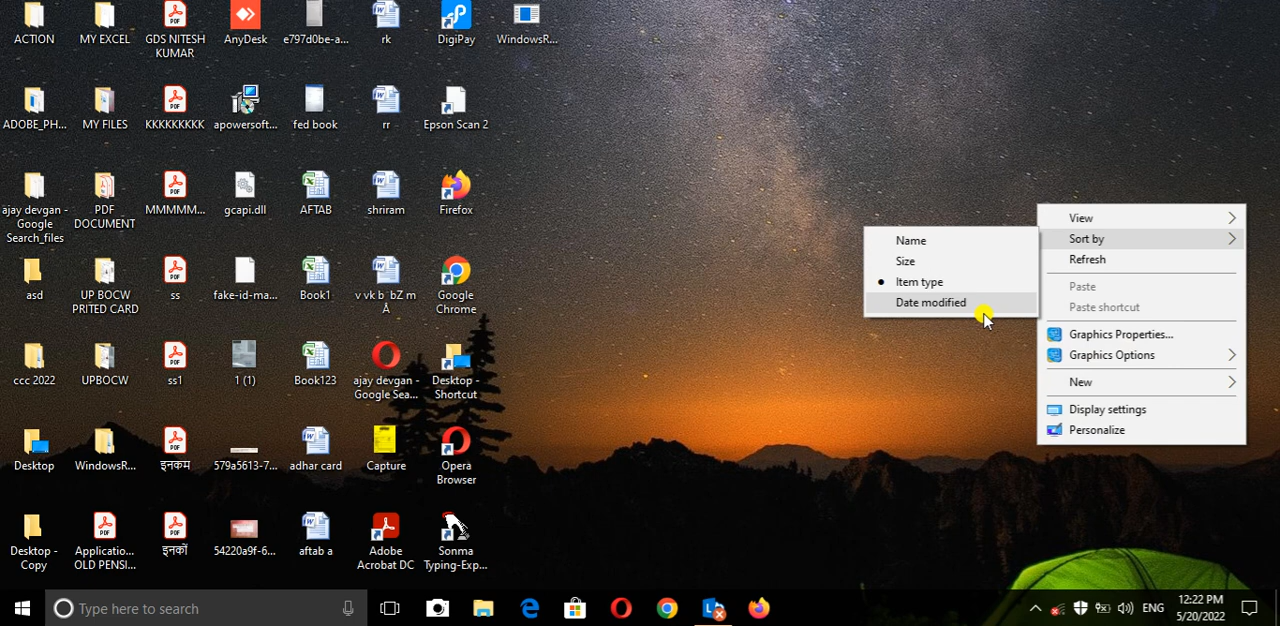 ACTION
MY EXCEL
GDS NITESH
KUMAR
AnyDesk
e797d0be-a...
rk
DigiPay
WindowsR...
ADOBE_PH...
MY FILES
KKKKKKKKK
apowersoft...
fed book
rr
Epson Scan 2
ajay devgan -
Google
Search_files
PDF
DOCUMENT
MMMMM...
gcapi.dll
AFTAB
shriram
Firefox
asd
UP BOCW
PRITED CARD
ss
fake-id-ma...
Book1
v vk b bZ m
A
Google
Chrome
ccc 2022
UPBOCW
ss1
1 (1)
Book123
ajay devgan -
Google Sea...
Desktop -
Shortcut
Desktop
WindowsR...
इनकम
579a5613-7...
adhar card
Capture
Opera
Browser
Desktop -
Copy
Applicatio...
OLD PENSI...
इनकों
54220a9f-6...
aftab a
Adobe
Acrobat DC
Sonma
Typing-Exp...
Name
Size
Item type
Date modified
View
Sort by
Refresh
Paste
Paste shortcut
Graphics Properties...
Graphics Options
New
Display settings
Personalize
Type here to search
ENG
12:22 PM
5/20/2022